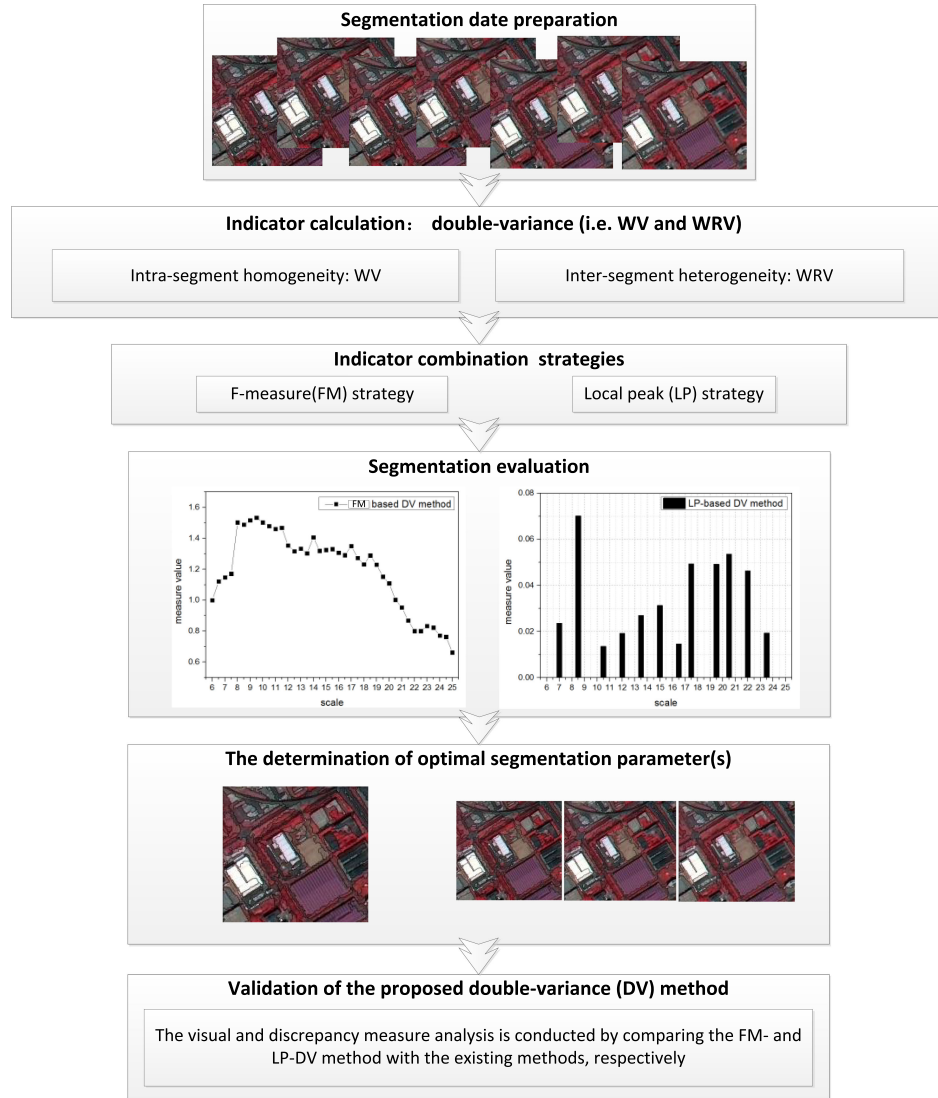 Segmentation date preparation
Indicator calculation： double-variance (i.e. WV and WRV)
Intra-segment homogeneity: WV
Inter-segment heterogeneity: WRV
Indicator combination strategies
F-measure(FM) strategy
Local peak (LP) strategy
Segmentation evaluation
FM based DV method
1.6
1.4
1.2
1.0
0.8
0.6
measure value
6 7 8 9 10 11 12 13 14 15 16 17 18 19 20 21 22 23 24 25
scale
LP-based DV method
0.08
0.06
0.04
0.02
0.00
measure value
6 7 8 9 10 11 12 13 14 15 16 17 18 19 20 21 22 23 24 25
scale
The determination of optimal segmentation parameter(s)
Validation of the proposed double-variance (DV) method
The visual and discrepancy measure analysis is conducted by comparing the FM- and
LP-DV method with the existing methods, respectively